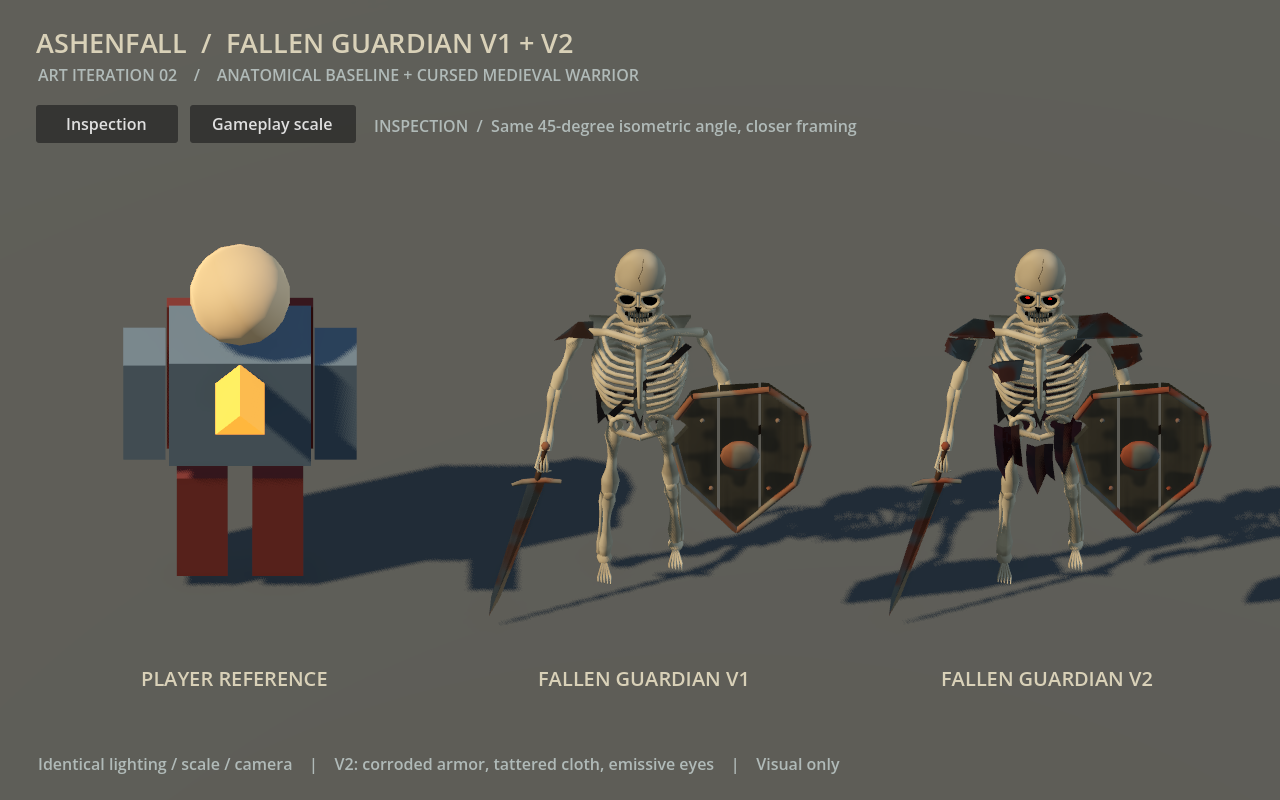 ASHENFALL / FALLEN GUARDIAN V1 + V2
ART ITERATION 02 / ANATOMICAL BASELINE + CURSED MEDIEVAL WARRIOR
Inspection Gameplay scale INSPECTION / Same 45-degree isometric angle, closer framing
PLAYER REFERENCE FALLEN GUARDIAN V1 FALLEN GUARDIAN V2
Identical lighting / scale / camera | V2: corroded armor, tattered cloth, emissive eyes | Visual only